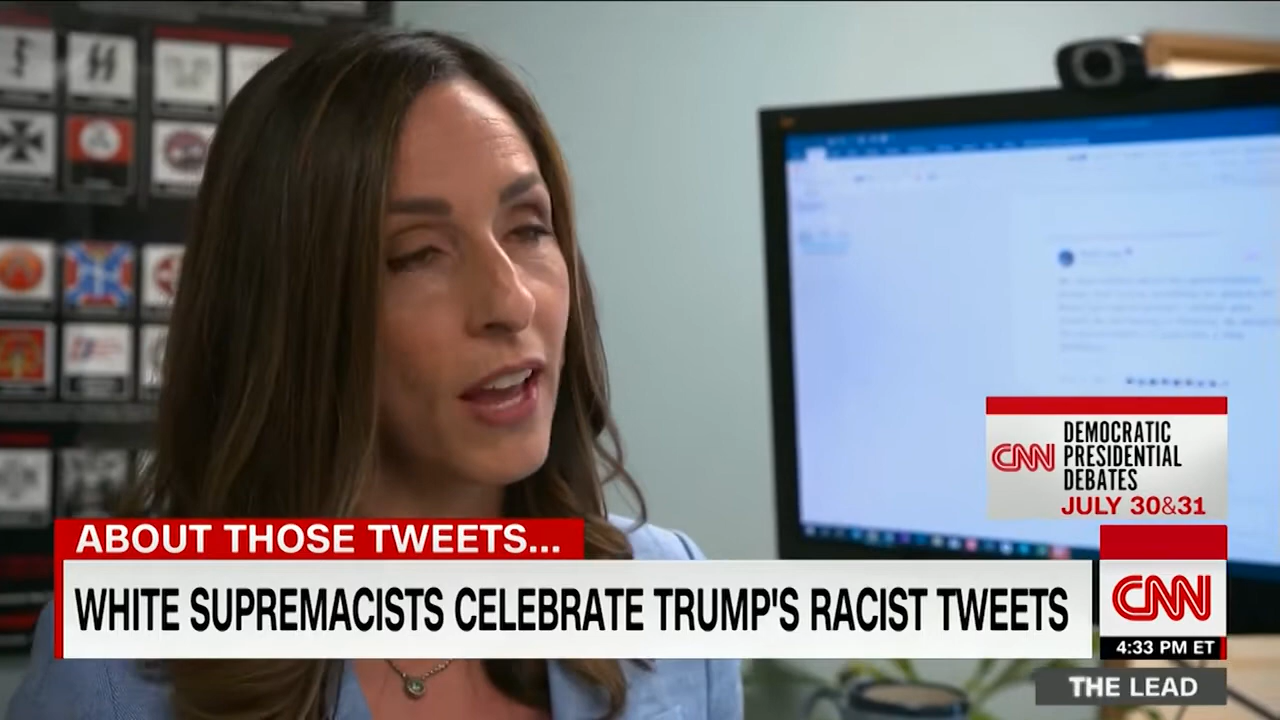 CNN
DEMOCRATIC
PRESIDENTIAL
DEBATES
JULY 30&31
ABOUT THOSE TWEETS...
WHITE SUPREMACISTS CELEBRATE TRUMP'S RACIST TWEETS
CNN
4:33 PM ET
THE LEAD